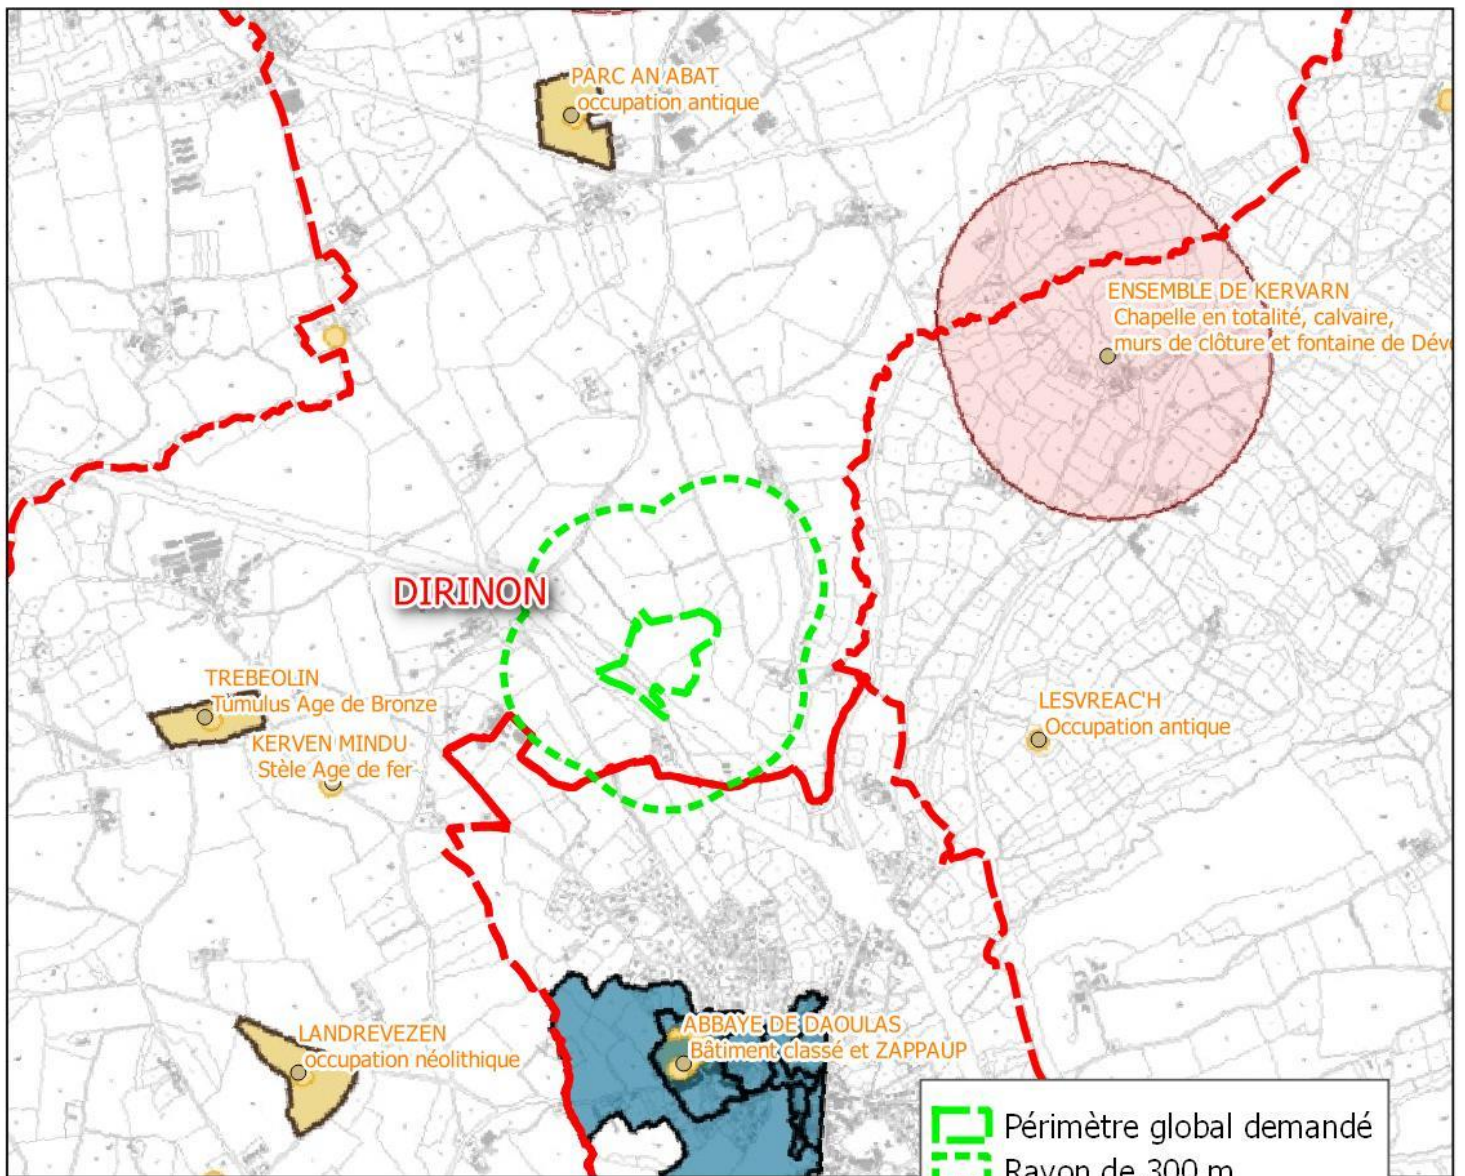 PARC AN ABAT
occupation antique
ENSEMBLE DE KERVARN
Chapelle en totalité, calvaire,
murs de clôture et fontaine de Dév
DIRINON
TREBEOLIN
Tumulus Age de Bronze
KERVEN MINDU
Stèle Age de fer
LESVREAC'H
Occupation antique
LANDREVEZEN
occupation néolithique
ABBAYE DE DAOULAS
Bâtiment classé et ZAPPAUP
Périmètre global demandé
Rayon de 300 m